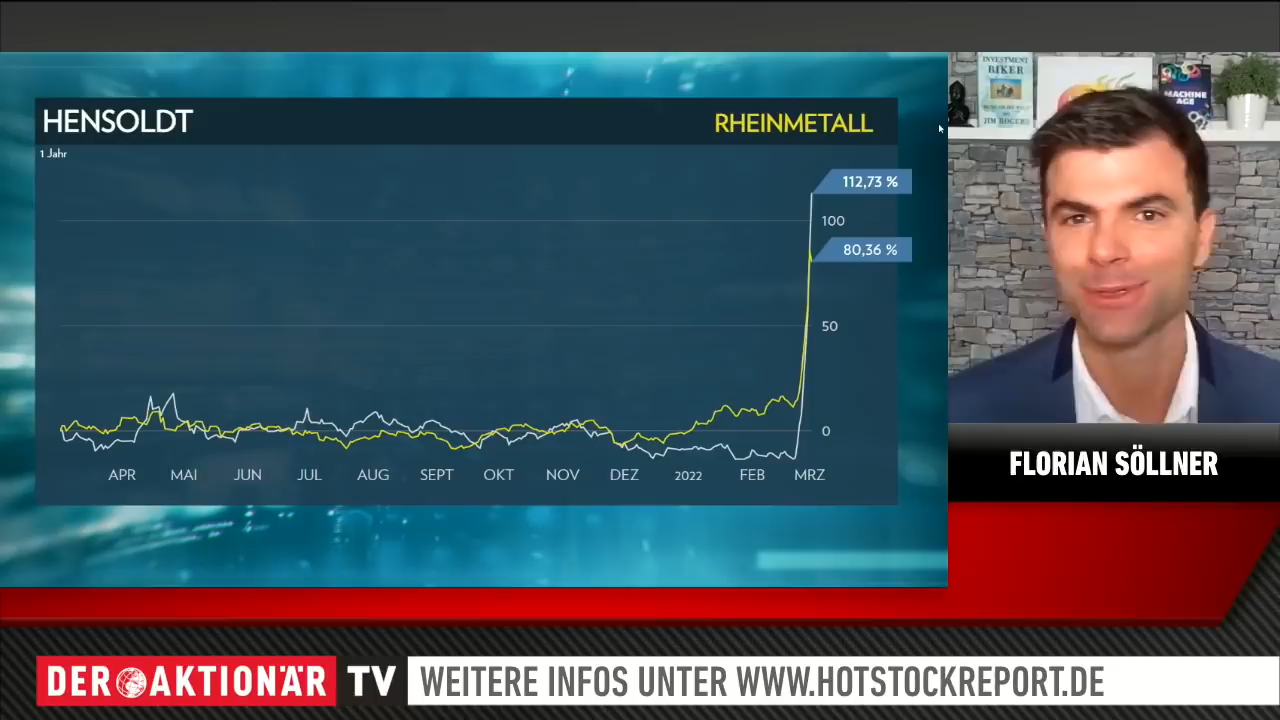 HENSOLDT
RHEINMETALL
1 Jahr
112,73 %
100
80,36 %
50
0
APR MAI JUN JUL AUG SEPT OKT NOV DEZ 2022 FEB MRZ
INVESTMENT
BIKER
JIM ROGERS
MACHINE
AGE
FLORIAN SÖLLNER
DER AKTIONÄR TV
WEITERE INFOS UNTER WWW.HOTSTOCKREPORT.DE